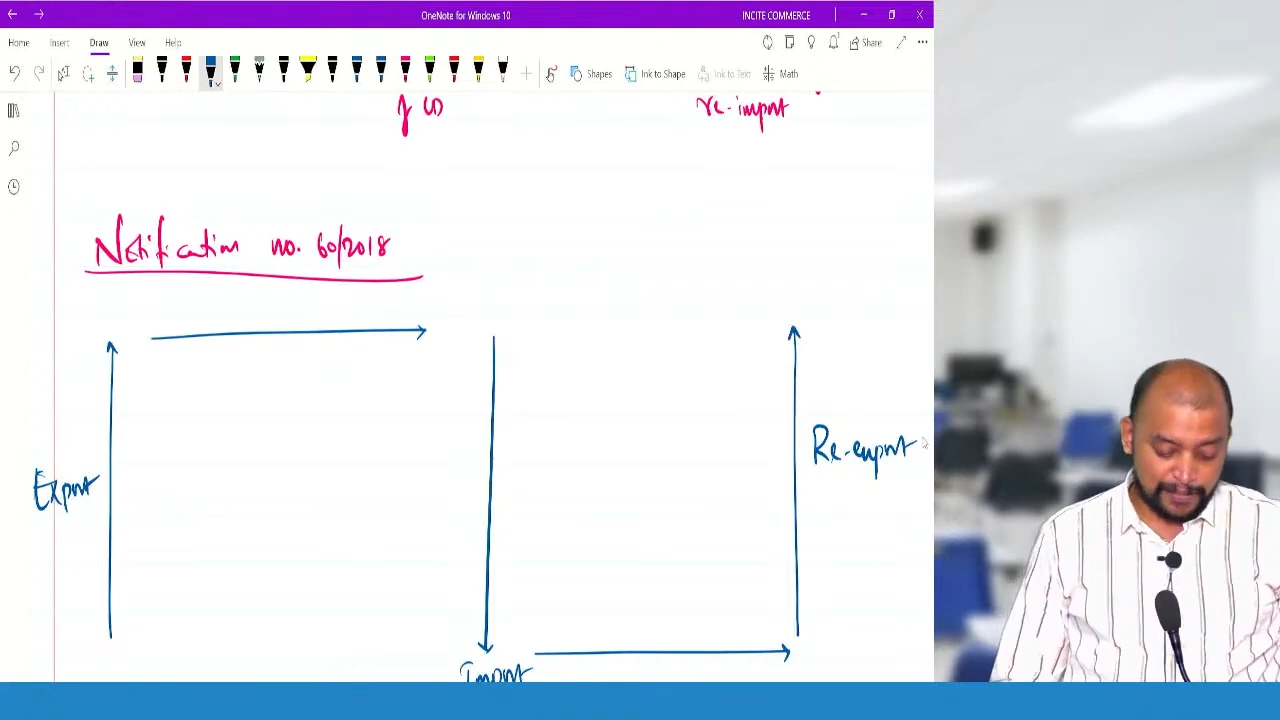 OneNote for Windows 10
INCITE COMMERCE
Home Insert Draw View Help
Share
Shapes Ink to Shape Ink to Text Math
re-import
Notification no. 60/2018
Export
Re-export
Import